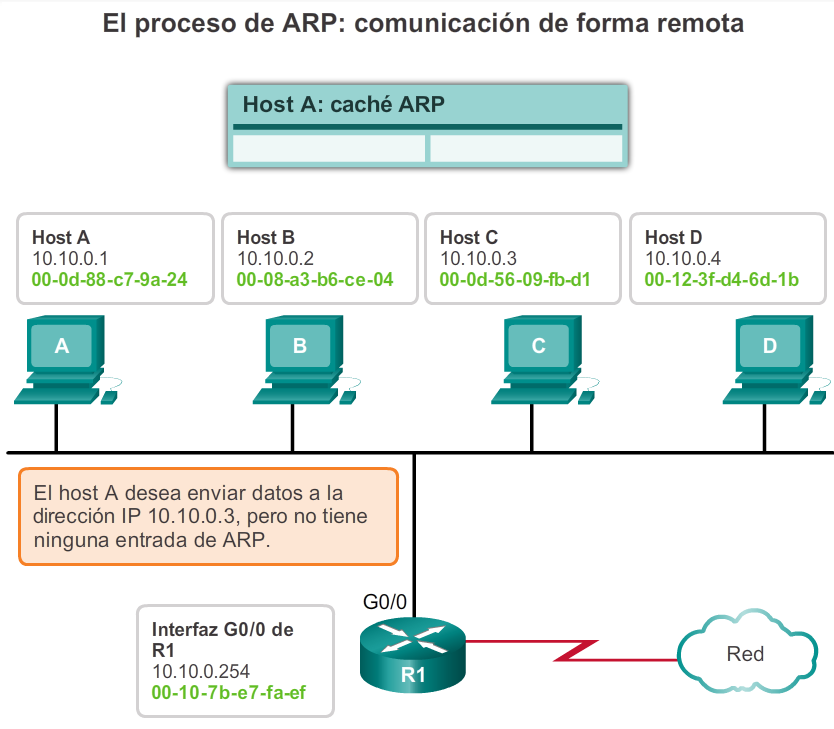 El proceso de ARP: comunicación de forma remota
Host A: caché ARP
Host A
10.10.0.1
00-0d-88-c7-9a-24
Host B
10.10.0.2
00-08-a3-b6-ce-04
Host C
10.10.0.3
00-0d-56-09-fb-d1
Host D
10.10.0.4
00-12-3f-d4-6d-1b
A
B
C
D
El host A desea enviar datos a la
dirección IP 10.10.0.3, pero no tiene
ninguna entrada de ARP.
G0/0
Interfaz G0/0 de
R1
10.10.0.254
00-10-7b-e7-fa-ef
R1
Red